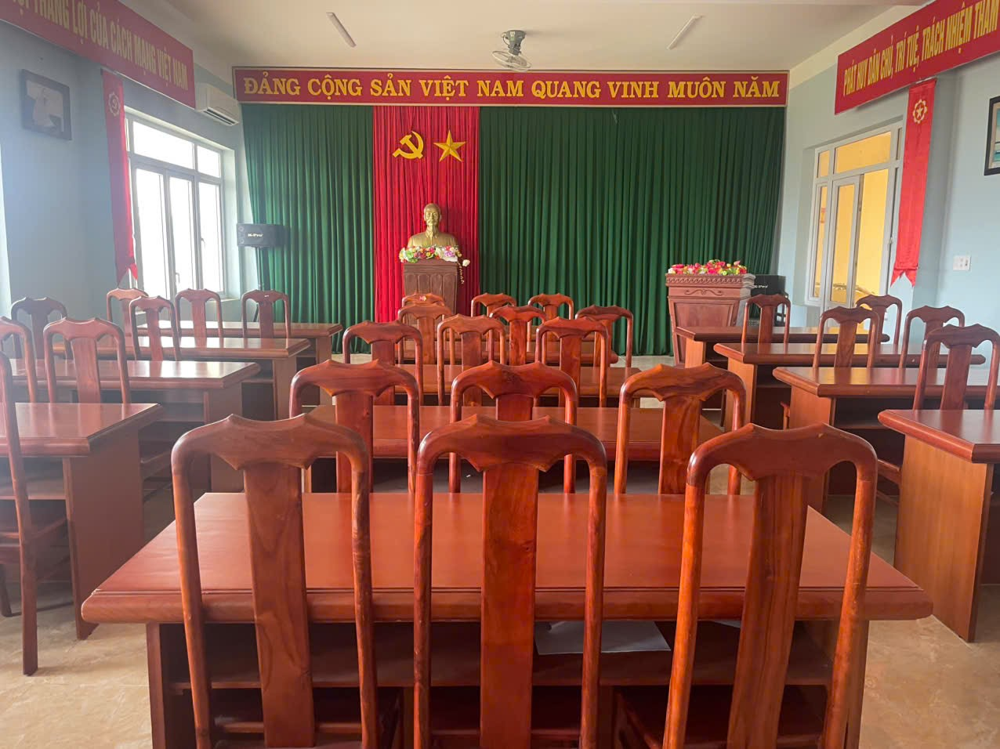 THẮNG LỢI CỦA CÁCH MẠNG VIỆT NAM
ĐẢNG CỘNG SẢN VIỆT NAM QUANG VINH MUÔN NĂM
PHÁT HUY DÂN CHỦ, TRÍ TUỆ, TRÁCH NHIỆM THAM